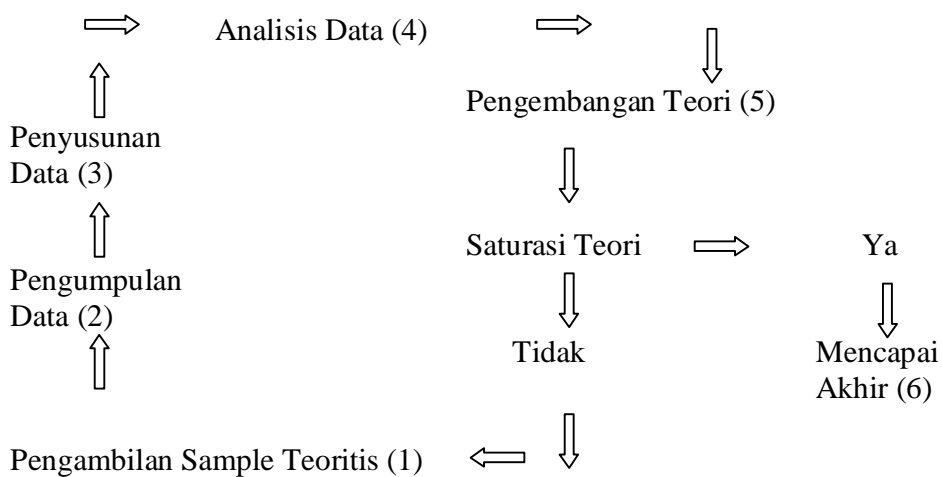 Analisis Data (4)
Pengembangan Teori (5)
Penyusunan
Data (3)
Saturasi Teori
Ya
Pengumpulan
Data (2)
Tidak
Mencapai
Akhir (6)
Pengambilan Sample Teoritis (1)